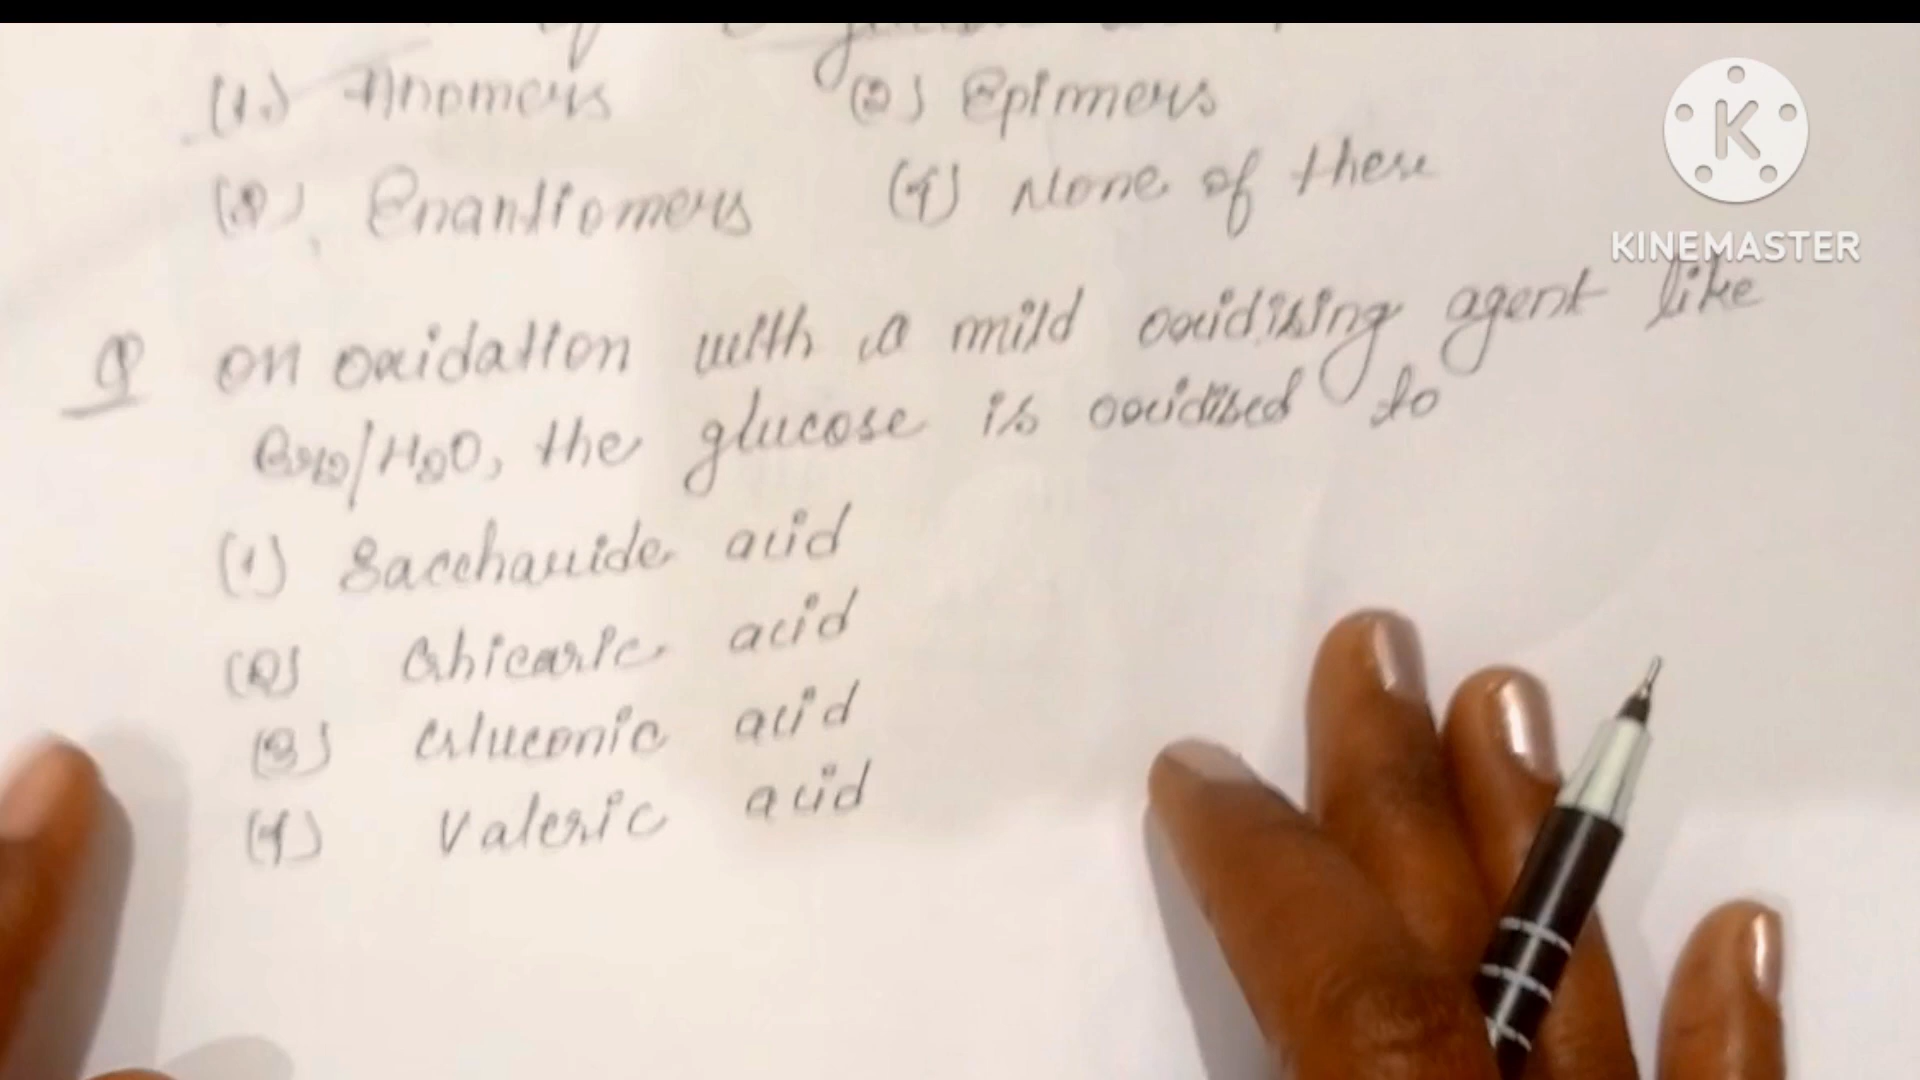 of
(1) Anomers (2) Epimers
(3) Enantiomers (4) None of these
K
KINEMASTER
Q on oxidation with a mild oxidising agent like
Br2/H2O, the glucose is oxidised to
(1) Saccharide acid
(2) Glucaric acid
(3) Gluconic acid
(4) Valeric acid